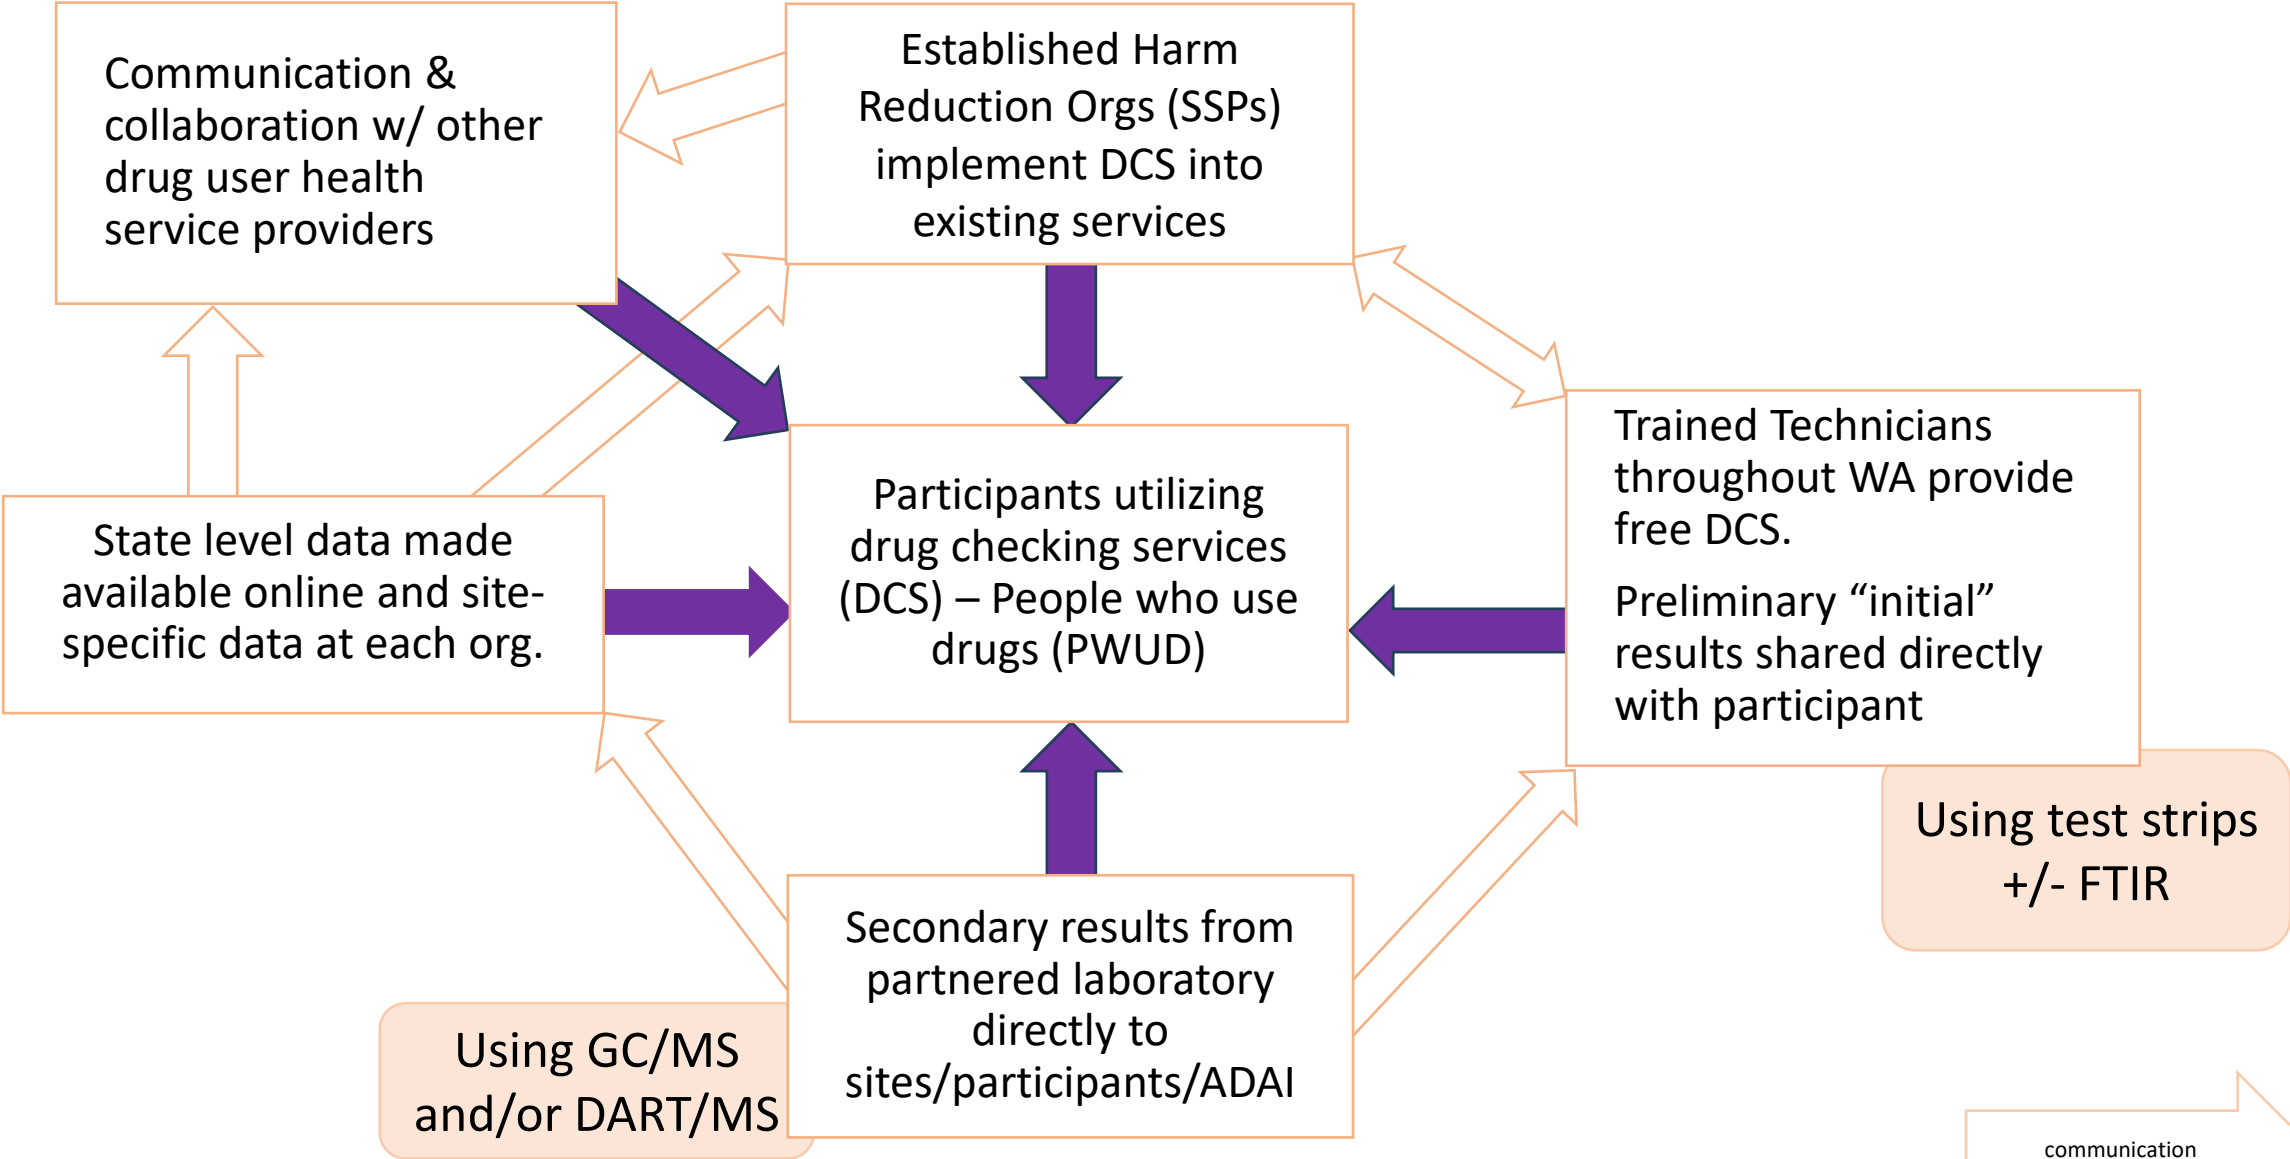 Communication &
collaboration w/ other
drug user health
service providers
Established Harm
Reduction Orgs (SSPs)
implement DCS into
existing services
State level data made
available online and site-
specific data at each org.
Participants utilizing
drug checking services
(DCS) – People who use
drugs (PWUD)
Trained Technicians
throughout WA provide
free DCS.
Preliminary “initial”
results shared directly
with participant
Using test strips
+/- FTIR
Secondary results from
partnered laboratory
directly to
sites/participants/ADAI
Using GC/MS
and/or DART/MS
communication